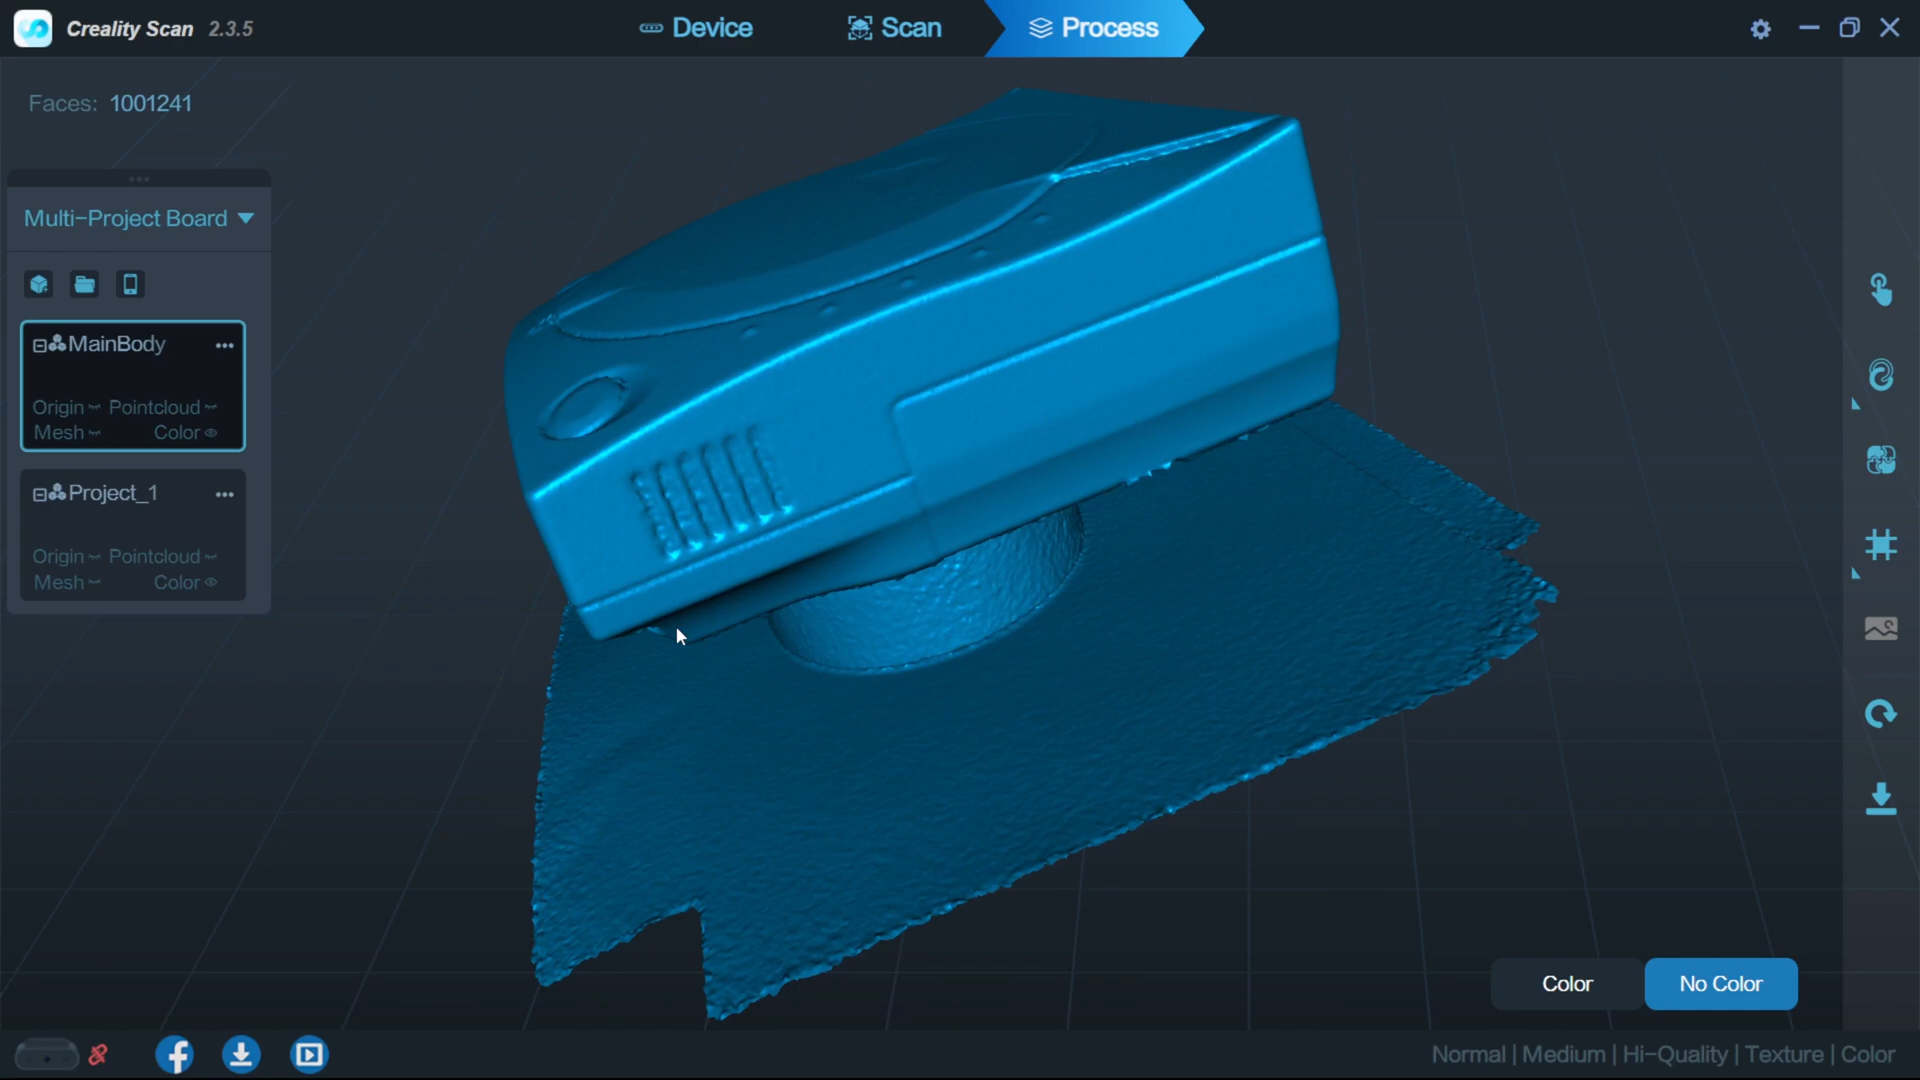 Creality Scan 2.3.5
Device
Scan
Process
Faces: 1001241
Multi-Project Board
MainBody
Origin Pointcloud
Mesh Color
Project_1
Origin Pointcloud
Mesh Color
Color
No Color
Normal | Medium | Hi-Quality | Texture | Color